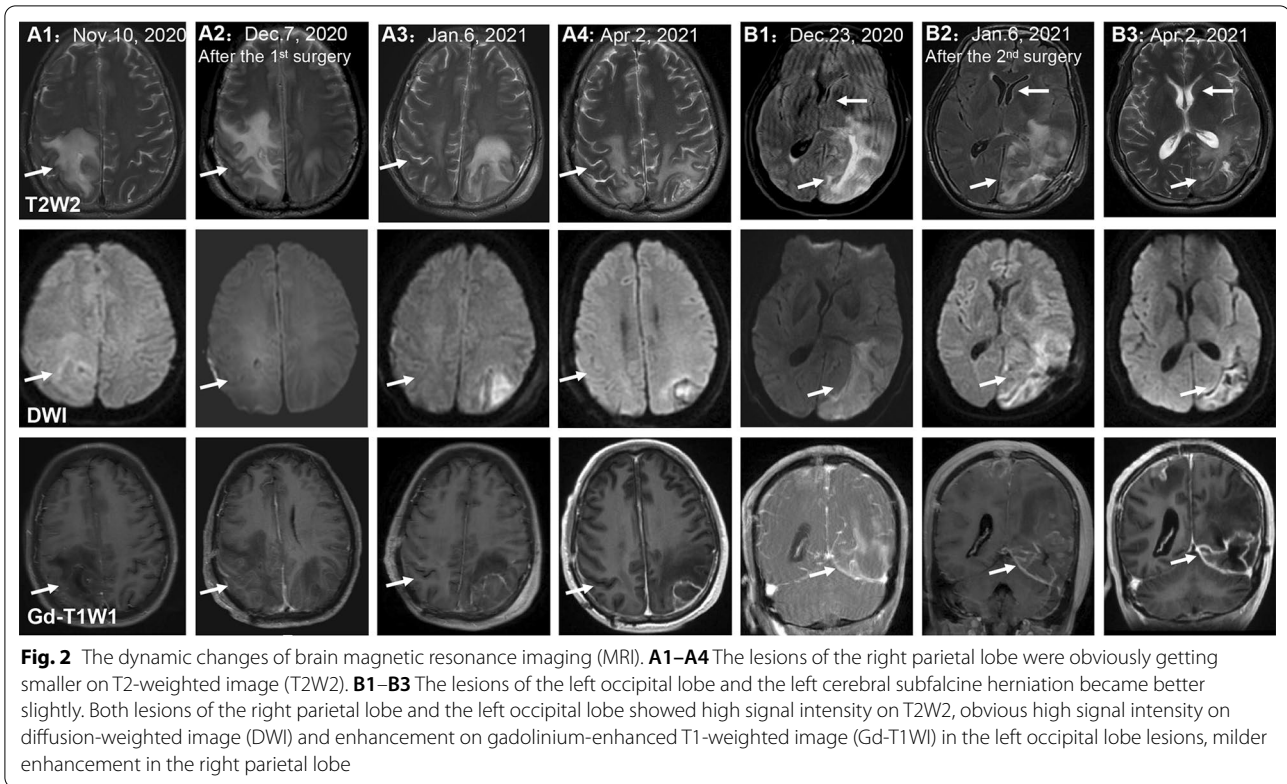 A1: Nov.10, 2020
A2: Dec.7, 2020
After the 1st surgery
A3: Jan.6, 2021
A4: Apr.2, 2021
B1: Dec.23, 2020
B2: Jan.6, 2021
After the 2nd surgery
B3: Apr.2, 2021
T2W2
DWI
Gd-T1W1
Fig. 2 The dynamic changes of brain magnetic resonance imaging (MRI). A1–A4 The lesions of the right parietal lobe were obviously getting
smaller on T2-weighted image (T2W2). B1–B3 The lesions of the left occipital lobe and the left cerebral subfalcine herniation became better
slightly. Both lesions of the right parietal lobe and the left occipital lobe showed high signal intensity on T2W2, obvious high signal intensity on
diffusion-weighted image (DWI) and enhancement on gadolinium-enhanced T1-weighted image (Gd-T1WI) in the left occipital lobe lesions, milder
enhancement in the right parietal lobe